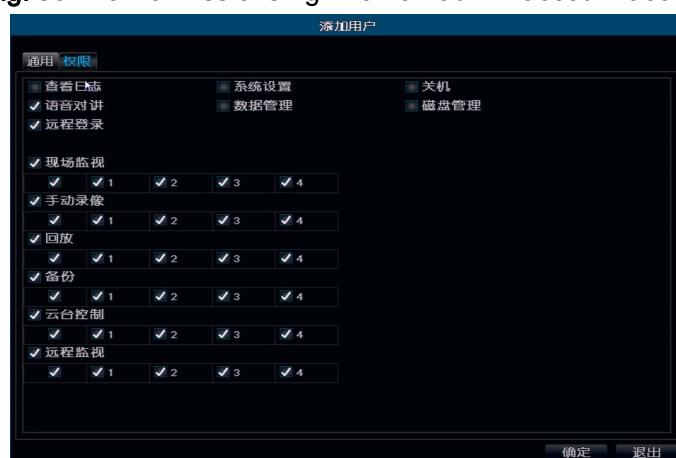 添加用户
通用 权限
查看日志 系统设置 关机
语音对讲 数据管理 磁盘管理
远程登录
现场监视
1 2 3 4
手动录像
1 2 3 4
回放
1 2 3 4
备份
1 2 3 4
云台控制
1 2 3 4
远程监视
1 2 3 4
确定 退出